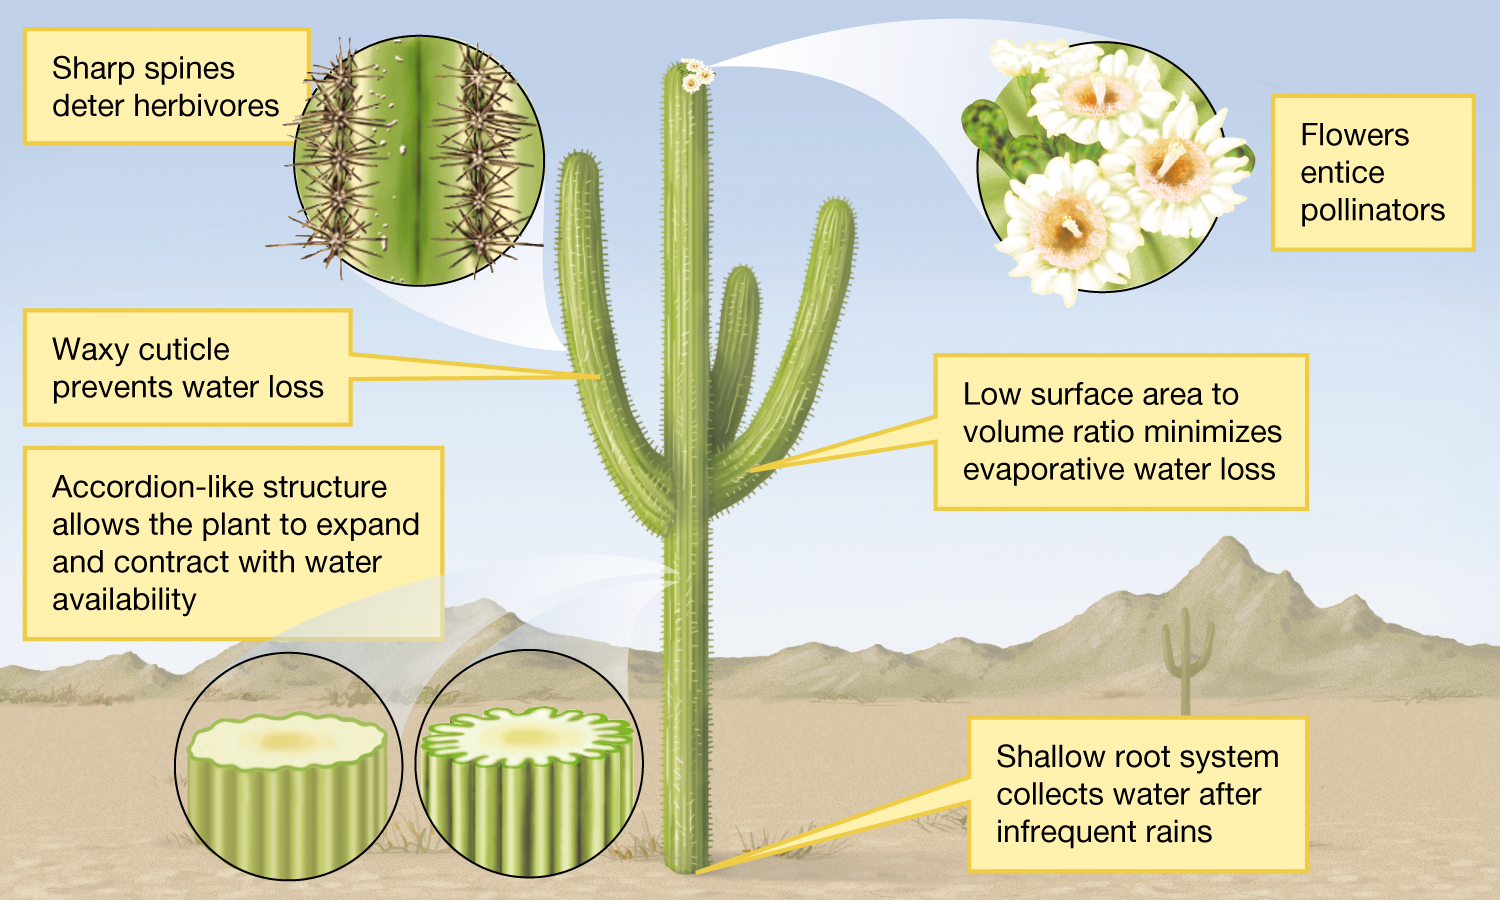 Sharp spines
deter herbivores
Flowers
entice
pollinators
Waxy cuticle
prevents water loss
Low surface area to
volume ratio minimizes
evaporative water loss
Accordion-like structure
allows the plant to expand
and contract with water
availability
Shallow root system
collects water after
infrequent rains